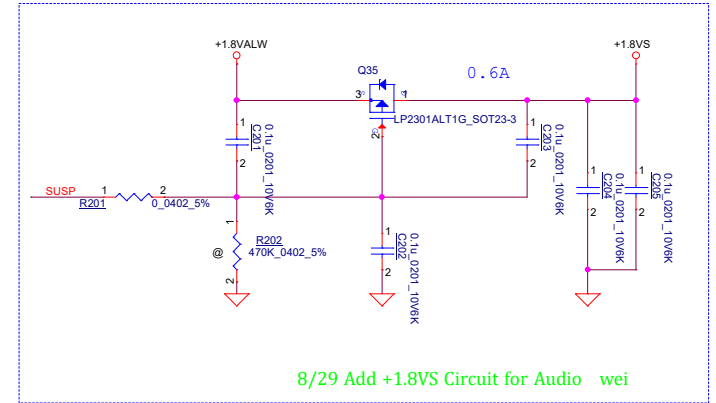 +1.8VALW
+1.8VS
Q35
0.6A
3
S
D
1
LP2301ALT1G_SOT23-3
G
2
1
C201
0.1u_0201_10V6K
2
1
C203
0.1u_0201_10V6K
2
1
C204
0.1u_0201_10V6K
2
1
C205
0.1u_0201_10V6K
2
SUSP
1
2
R201
0_0402_5%
1
@
R202
470K_0402_5%
2
1
C202
0.1u_0201_10V6K
2
8/29 Add +1.8VS Circuit for Audio wei